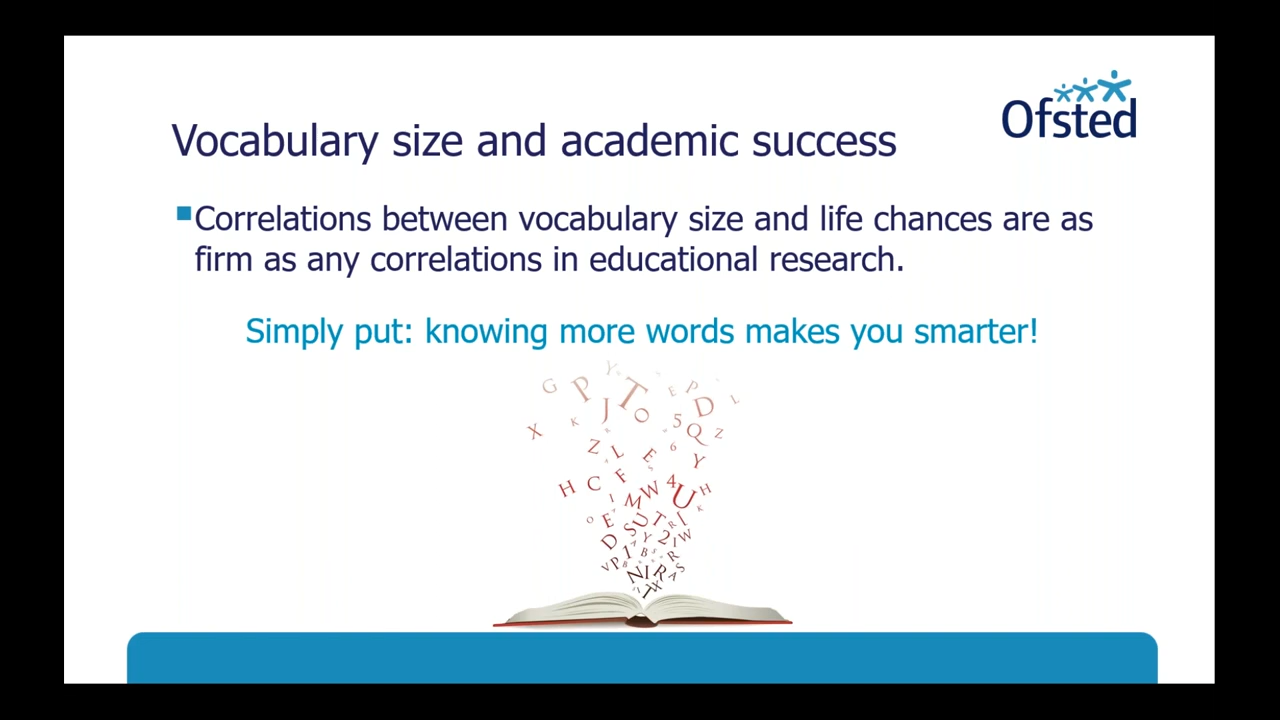 Ofsted
Vocabulary size and academic success
Correlations between vocabulary size and life chances are as
firm as any correlations in educational research.
Simply put: knowing more words makes you smarter!